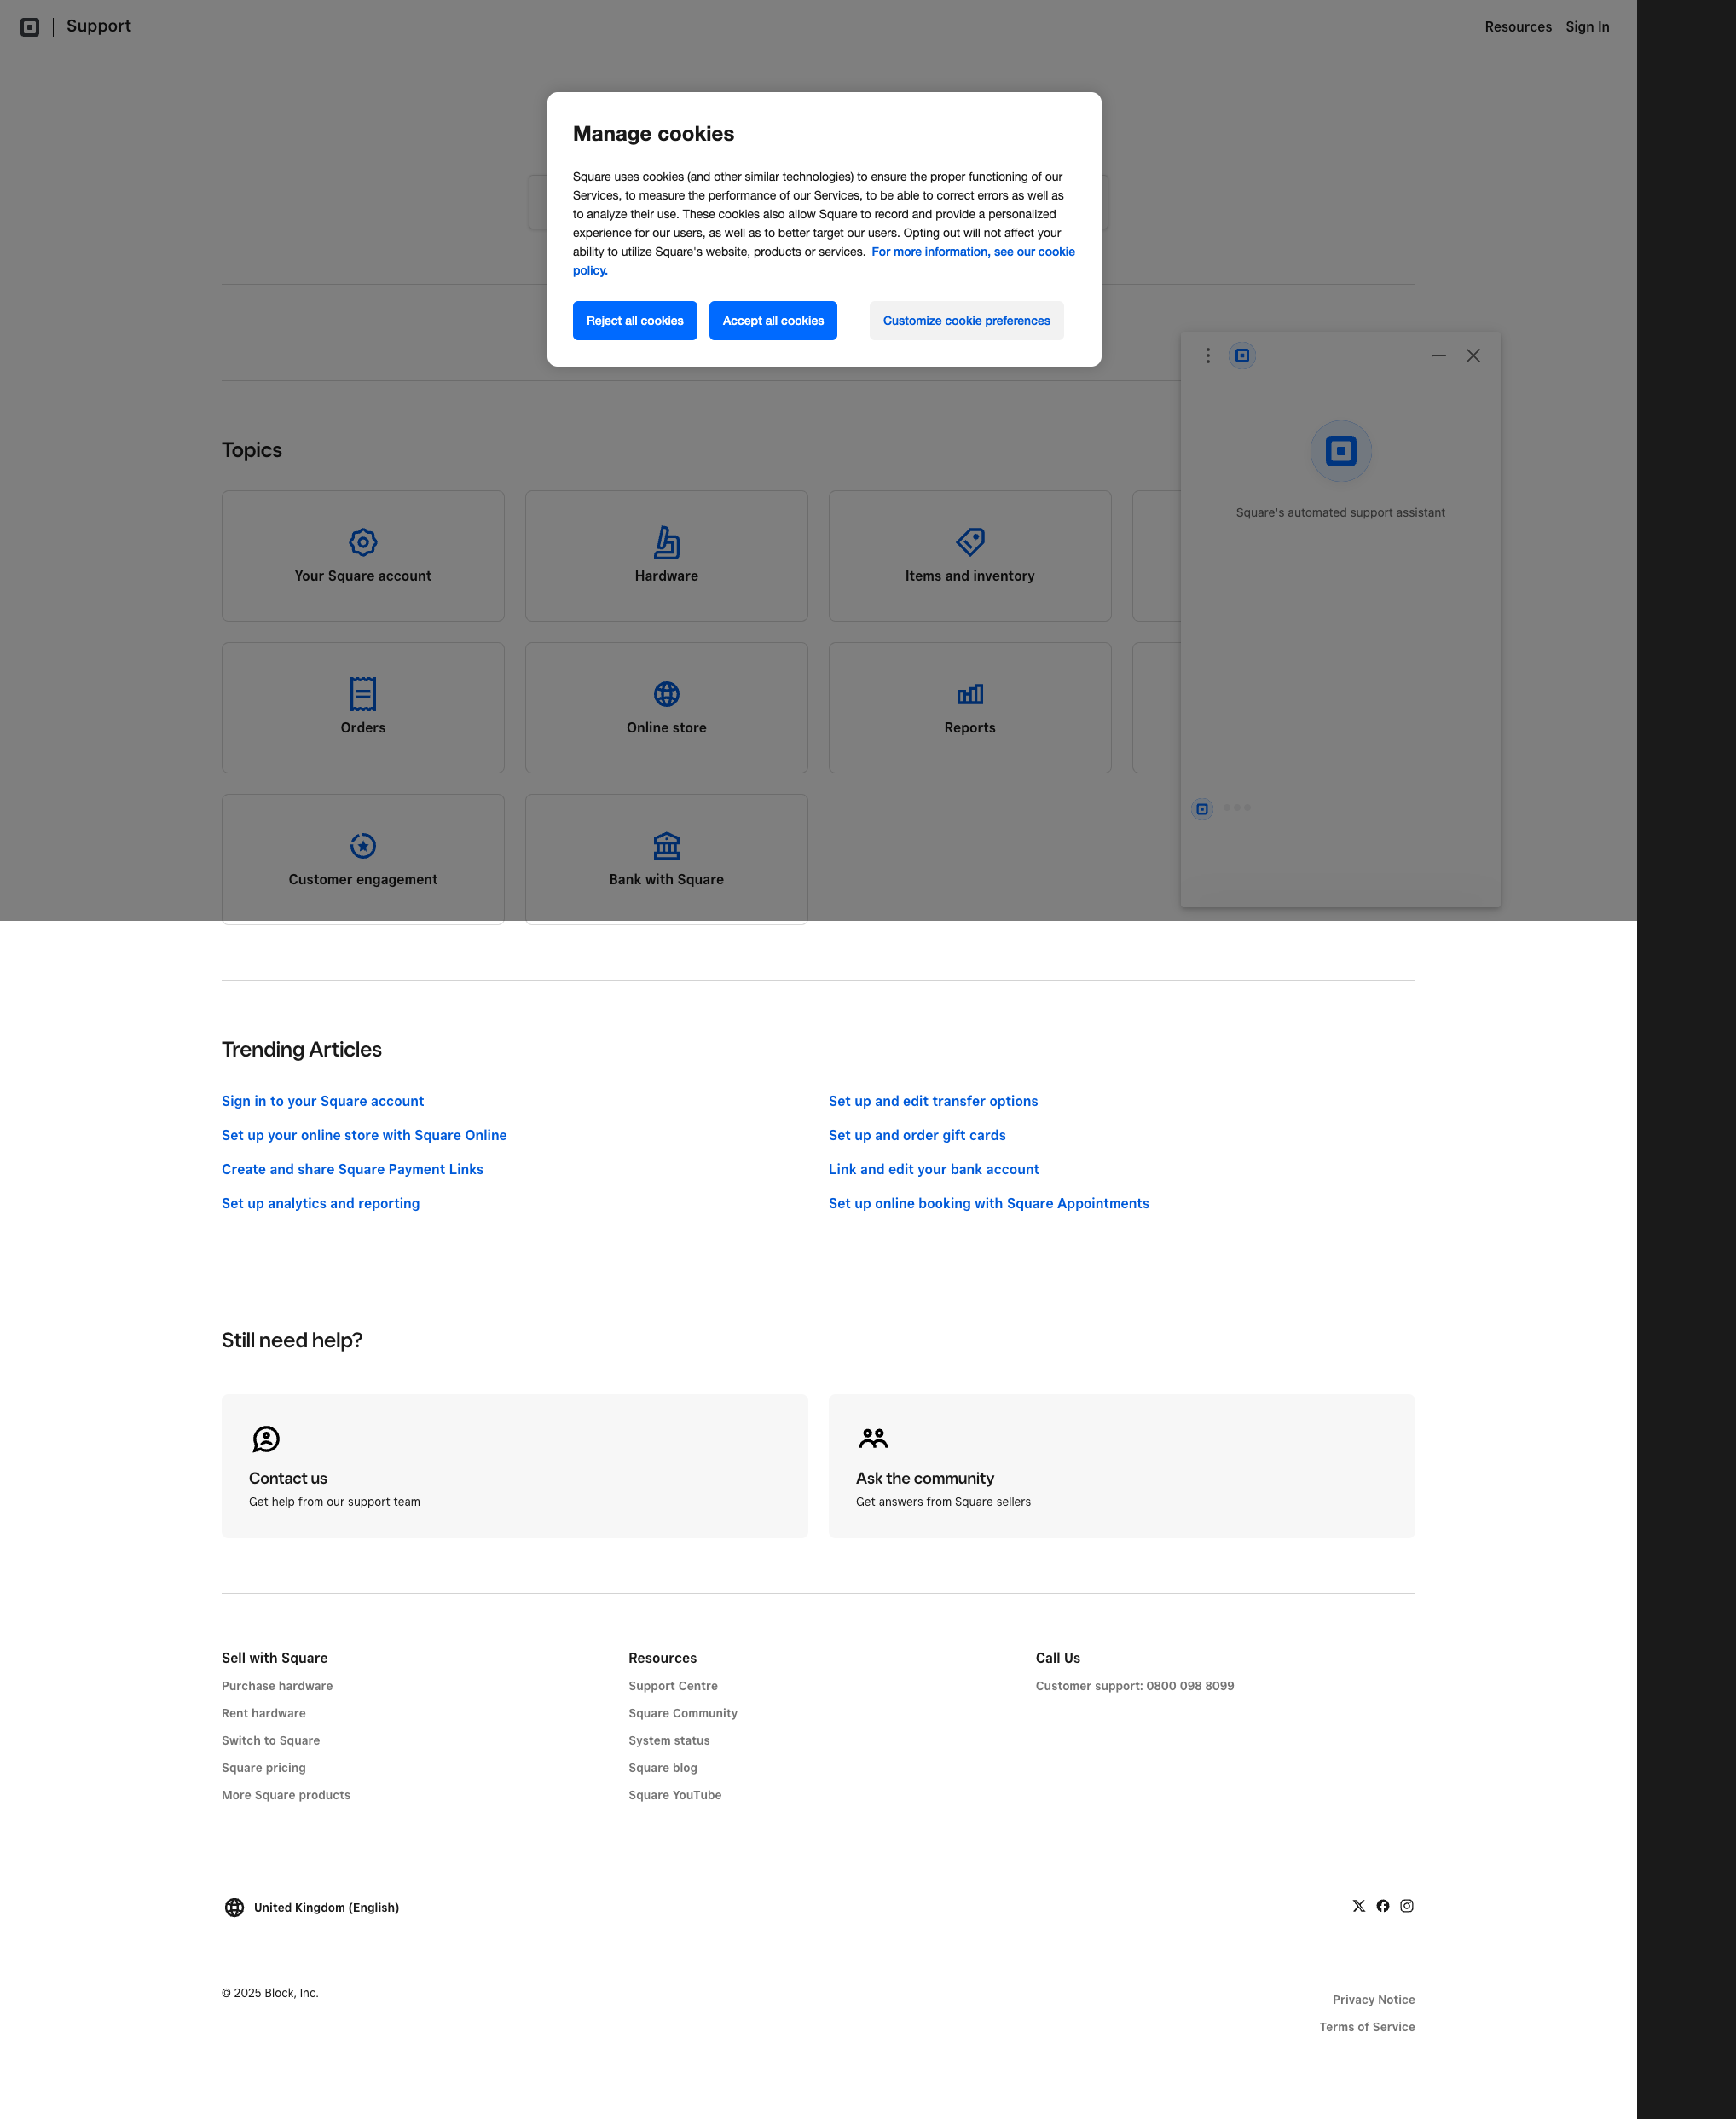 Support
Resources
Sign In
Manage cookies
Square uses cookies (and other similar technologies) to ensure the proper functioning of our
Services, to measure the performance of our Services, to be able to correct errors as well as
to analyze their use. These cookies also allow Square to record and provide a personalized
experience for our users, as well as to better target our users. Opting out will not affect your
ability to utilize Square's website, products or services. For more information, see our cookie
policy.
Reject all cookies
Accept all cookies
Customize cookie preferences
Square's automated support assistant
Topics
Your Square account
Hardware
Items and inventory
Orders
Online store
Reports
Customer engagement
Bank with Square
Trending Articles
Sign in to your Square account
Set up and edit transfer options
Set up your online store with Square Online
Set up and order gift cards
Create and share Square Payment Links
Link and edit your bank account
Set up analytics and reporting
Set up online booking with Square Appointments
Still need help?
Contact us
Get help from our support team
Ask the community
Get answers from Square sellers
Sell with Square
Purchase hardware
Rent hardware
Switch to Square
Square pricing
More Square products
Resources
Support Centre
Square Community
System status
Square blog
Square YouTube
Call Us
Customer support: 0800 098 8099
United Kingdom (English)
© 2025 Block, Inc.
Privacy Notice
Terms of Service